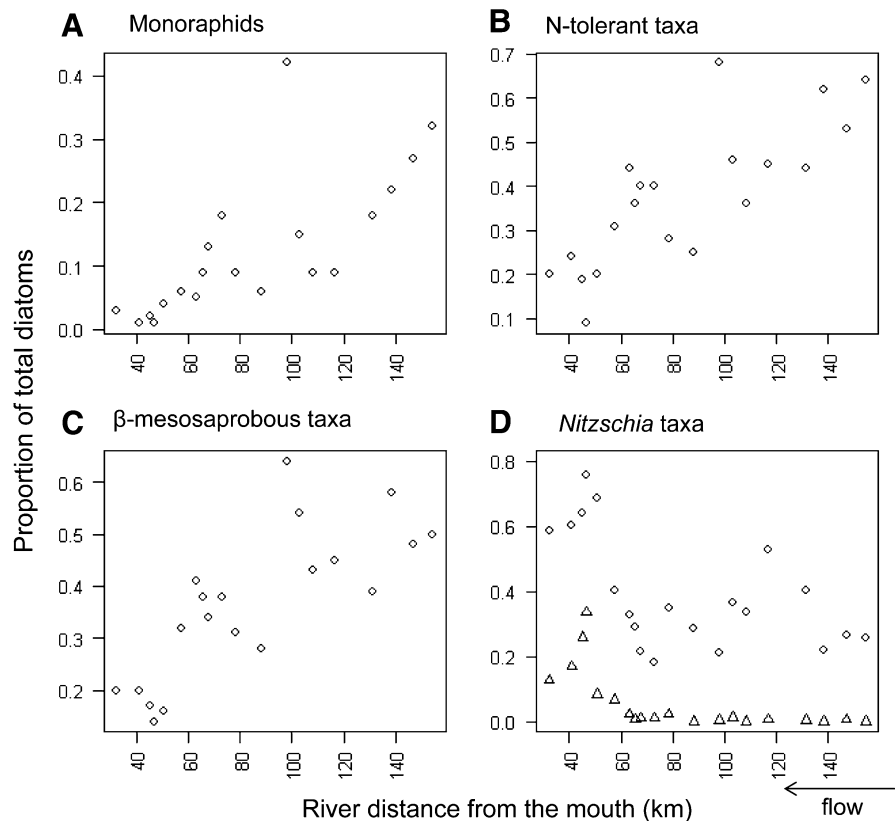 A Monoraphids
B N-tolerant taxa
0.4
0.3
0.2
0.1
0.0
40 60 80 100 120 140
0.7
0.6
0.5
0.4
0.3
0.2
0.1
40 60 80 100 120 140
Proportion of total diatoms
C β-mesosaprobous taxa
D Nitzschia taxa
0.6
0.5
0.4
0.3
0.2
40 60 80 100 120 140
0.8
0.6
0.4
0.2
0.0
40 60 80 100 120 140
River distance from the mouth (km)
flow